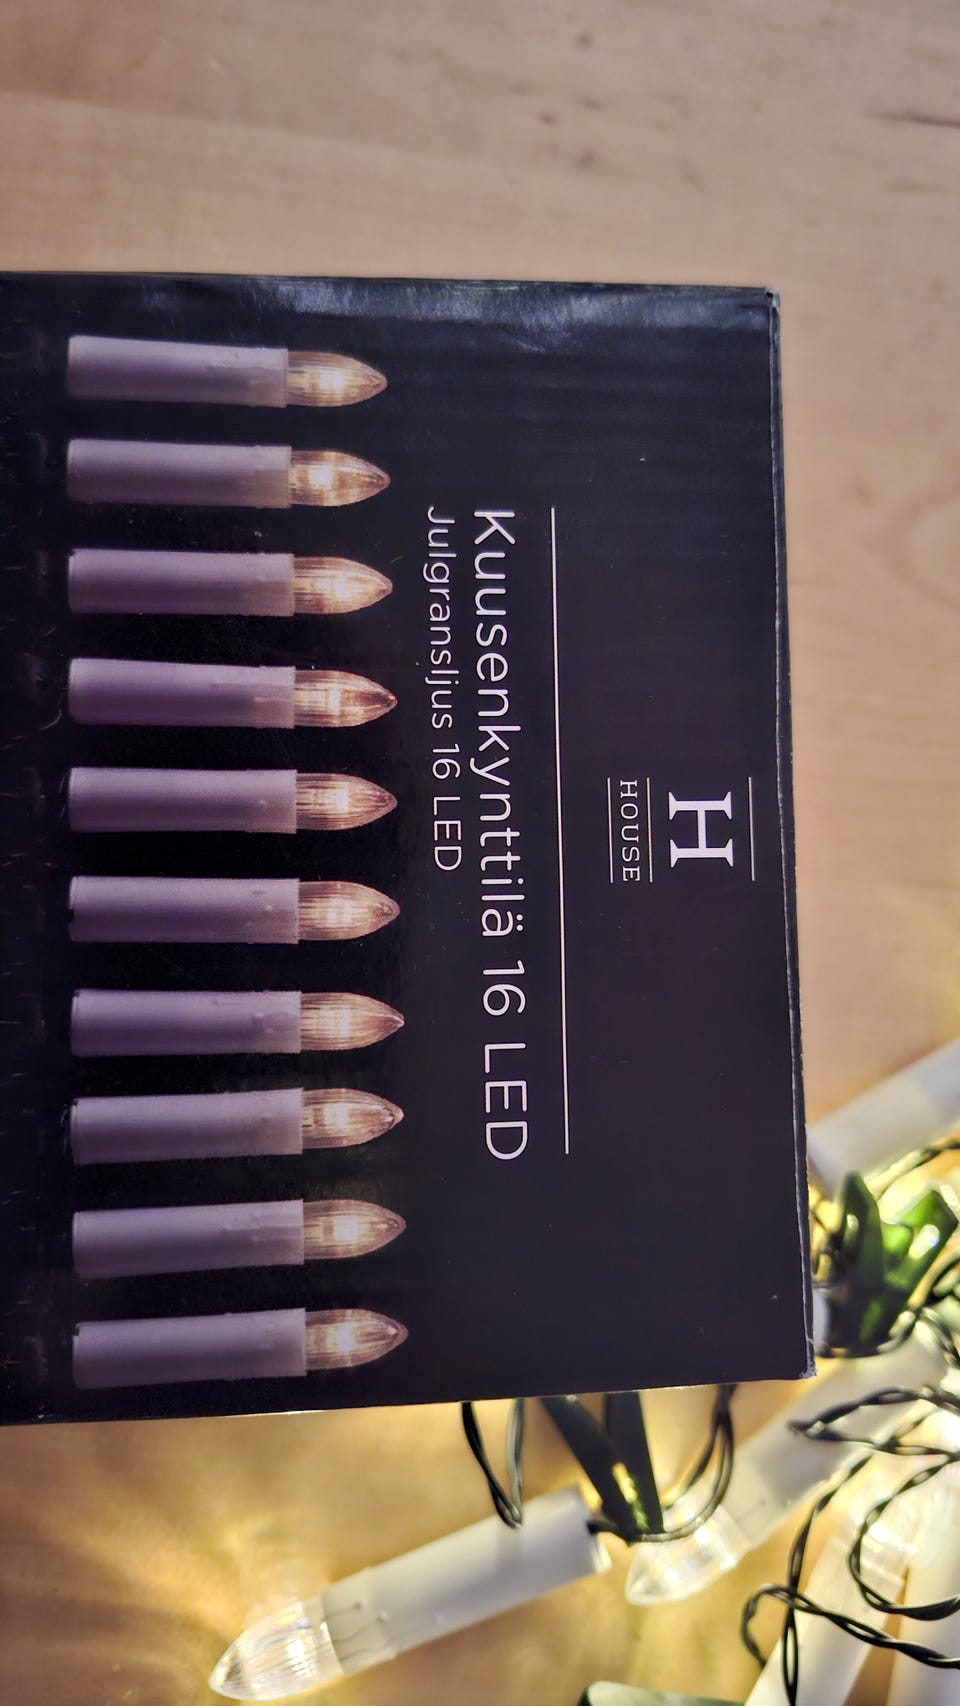 H
HOUSE
Kuusenkynttilä 16 LED
Julgransljus 16 LED